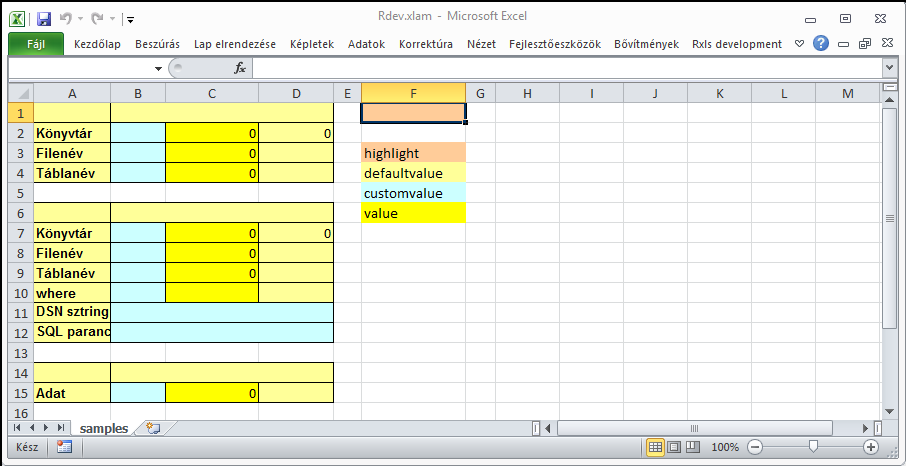 Rdev.xlam - Microsoft Excel
Fájl Kezdőlap Beszúrás Lap elrendezése Képletek Adatok Korrektúra Nézet Fejlesztőeszközök Bővítmények Rxls development
fx
A B C D E F G H I J K L M
1
2 Könyvtár 0 0
3 Filenév 0 highlight
4 Táblanév 0 defaultvalue
5 customvalue
6 value
7 Könyvtár 0 0
8 Filenév 0
9 Táblanév 0
10 where
11 DSN sztring
12 SQL paranc
13
14
15 Adat 0
16
samples
Kész 100%